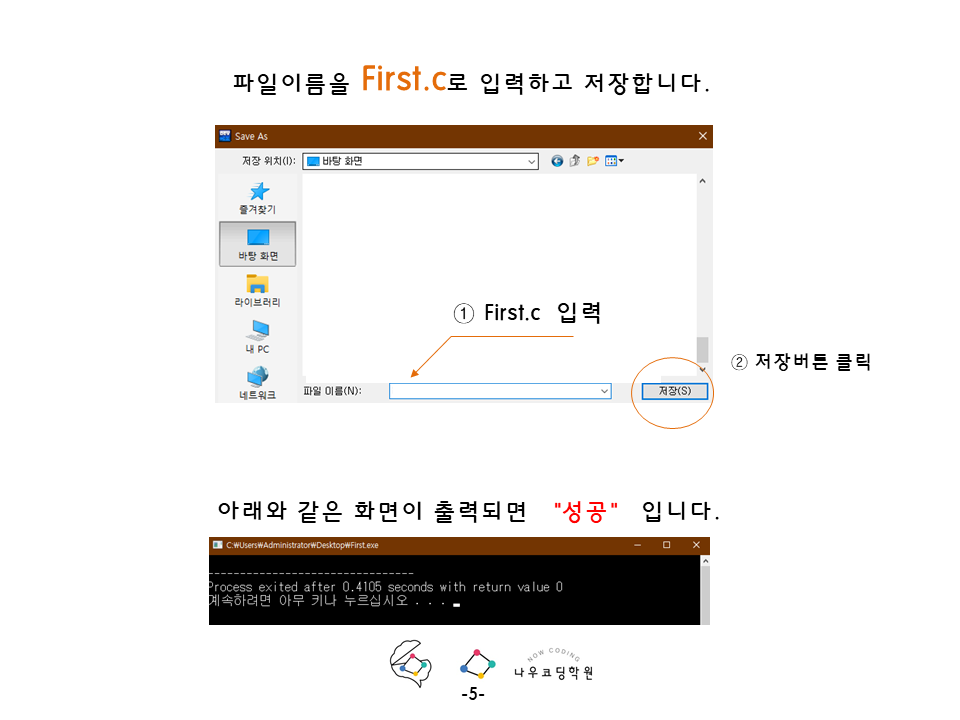 파일이름을 First.c로 입력하고 저장합니다.
Save As
저장 위치(I): 바탕 화면
즐겨찾기
바탕 화면
라이브러리
① First.c 입력
내 PC
② 저장버튼 클릭
네트워크
파일 이름(N): 저장(S)
아래와 같은 화면이 출력되면 "성공" 입니다.
C:₩Users₩Administrator₩Desktop₩First.exe
--------------------------------
Process exited after 0.4105 seconds with return value 0
계속하려면 아무 키나 누르십시오 . . .
NOW CODING
나우코딩학원
-5-